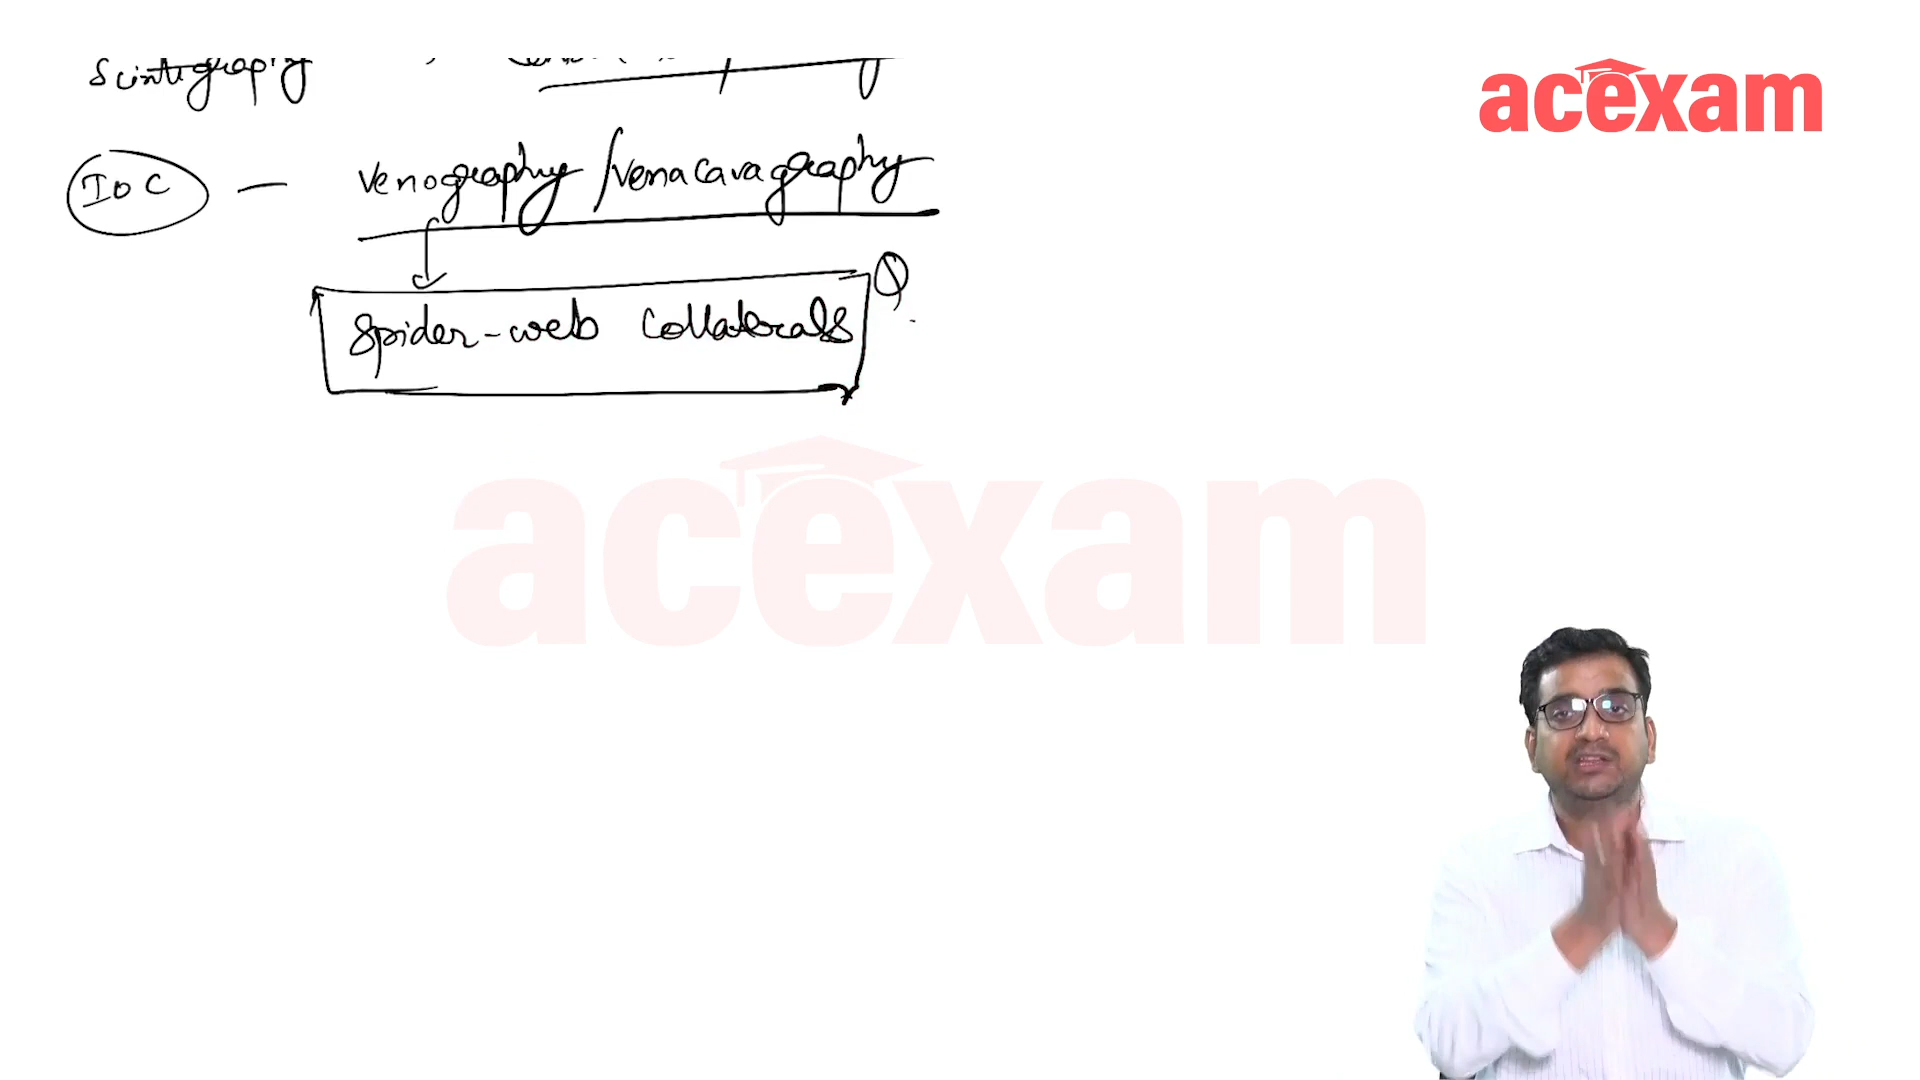 Scintigraphy
acexam
IOC — venography / venacavagraphy
Spider-web collaterals Q
acexam